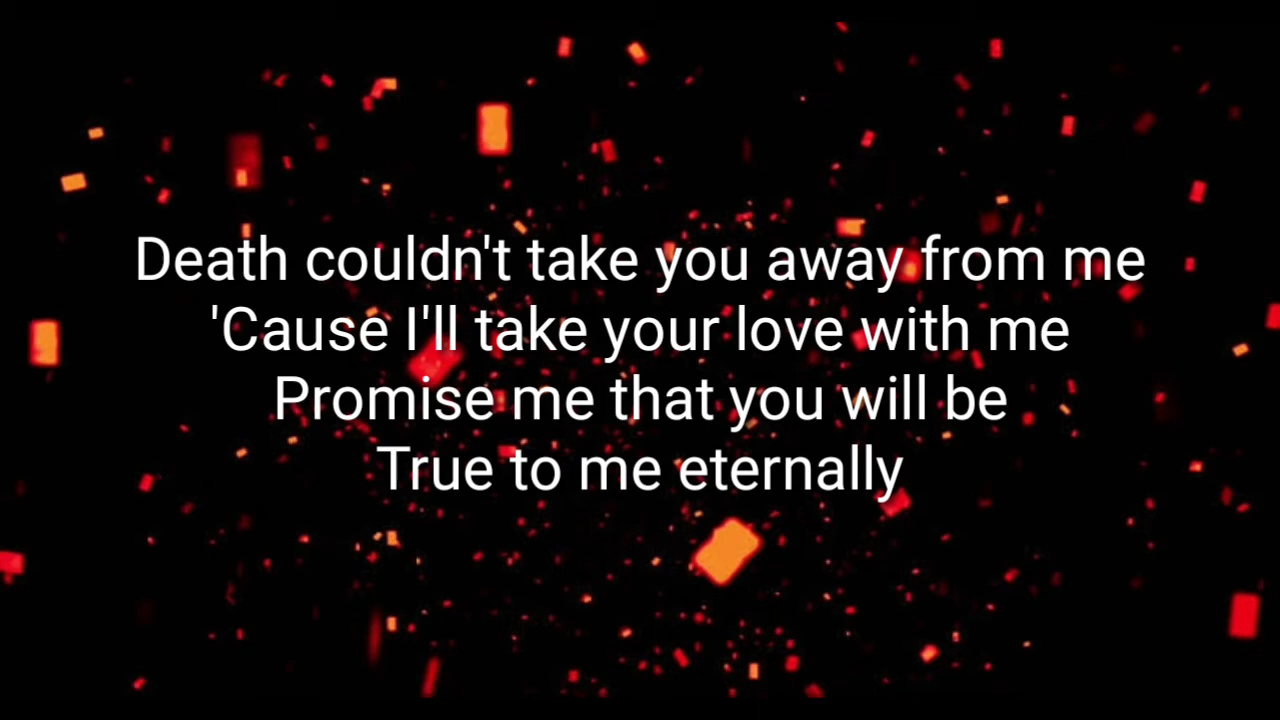 Death couldn't take you away from me
'Cause I'll take your love with me
Promise me that you will be
True to me eternally